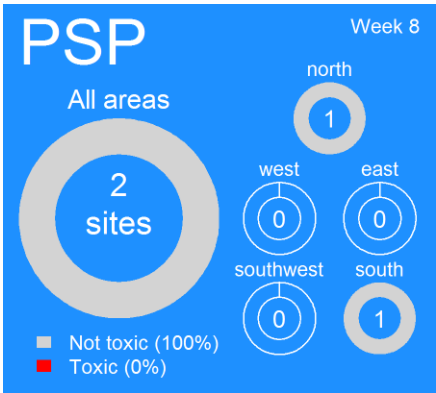 PSP
Week 8
All areas
north
1
2
sites
west
east
0
0
southwest
south
0
1
Not toxic (100%)
Toxic (0%)